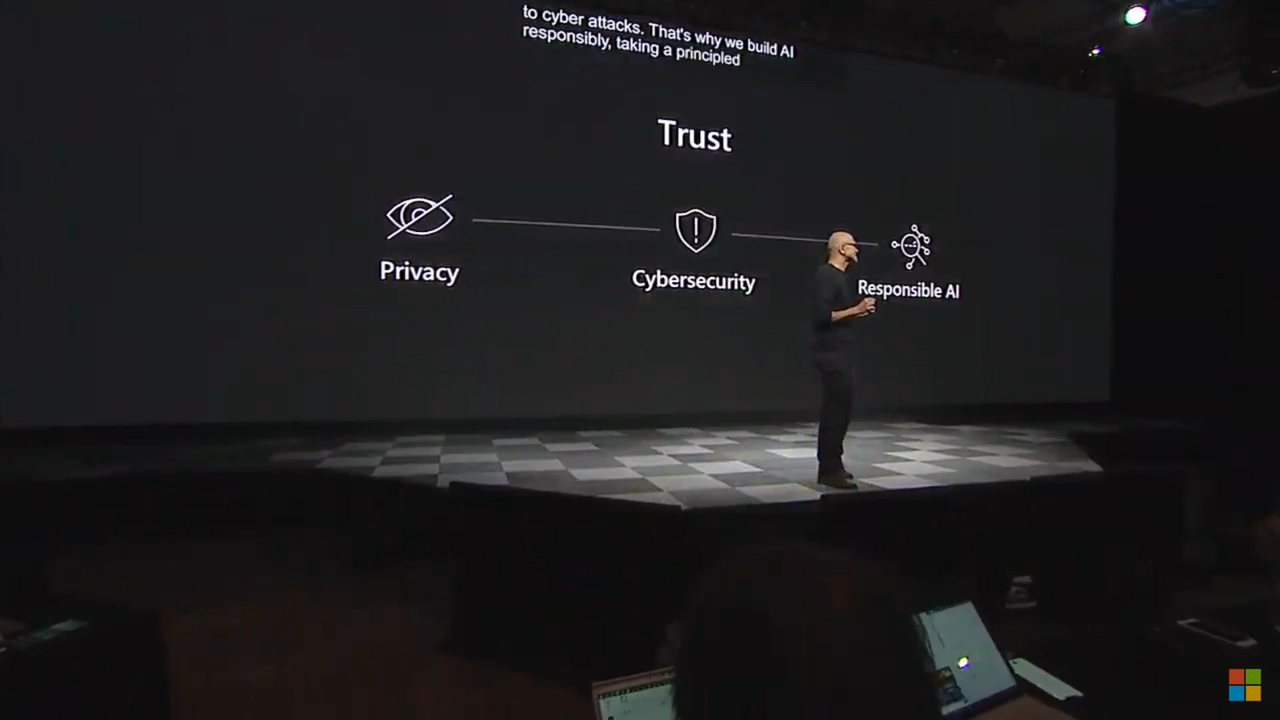 to cyber attacks. That's why we build AI
responsibly, taking a principled
Trust
Privacy
Cybersecurity
Responsible AI